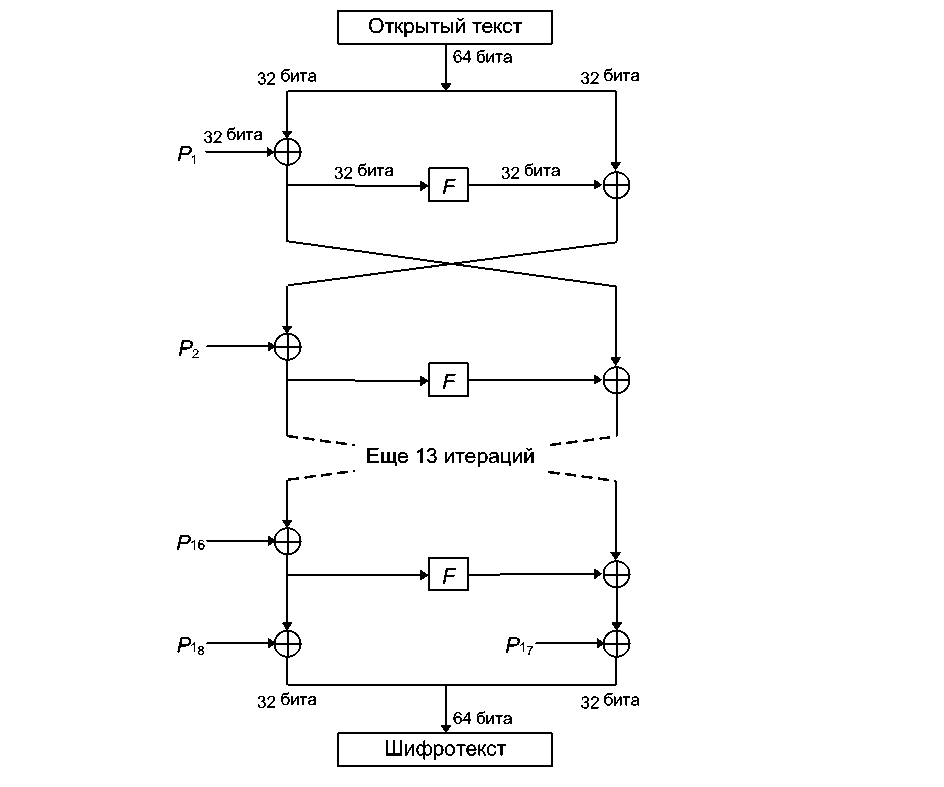 Открытый текст
64 бита
32 бита
32 бита
32 бита
P1
32 бита
F
32 бита
P2
F
Еще 13 итераций
P16
F
P18
P17
32 бита
32 бита
64 бита
Шифротекст